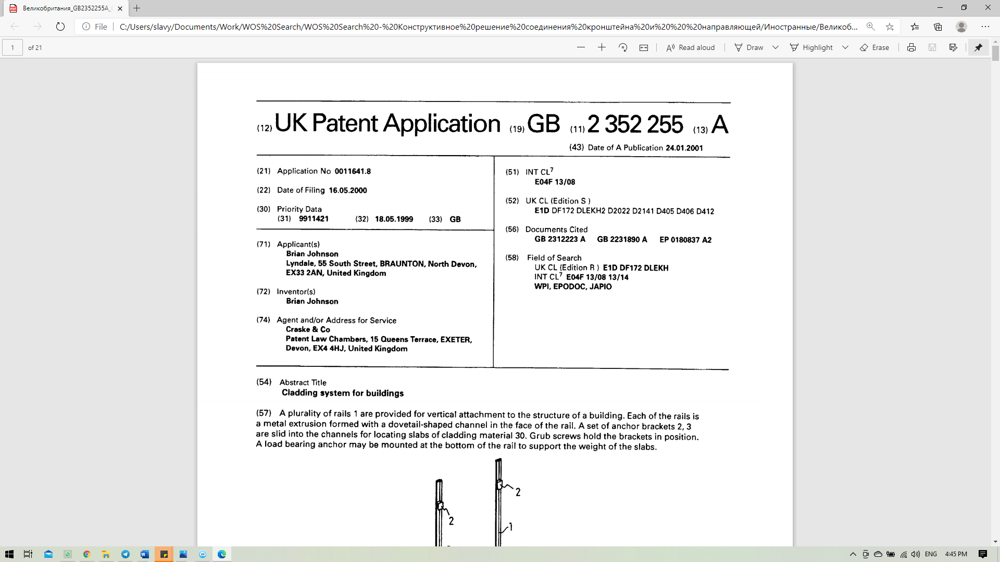 Великобритания_GB2352255A_
File
C:/Users/slavy/Documents/Work/WOS%20Search/WOS%20Search%20-%20Конструктивное%20решение%20соединения%20кронштейна%20и%20%20%20направляющей/Иностранные/Великоб...
1 of 21
Read aloud
Draw
Highlight
Erase
(12) UK Patent Application (19) GB (11) 2 352 255 (13) A
(43) Date of A Publication 24.01.2001
(21) Application No 0011641.8
(22) Date of Filing 16.05.2000
(30) Priority Data
(31) 9911421 (32) 18.05.1999 (33) GB
(71) Applicant(s)
Brian Johnson
Lyndale, 55 South Street, BRAUNTON, North Devon,
EX33 2AN, United Kingdom
(72) Inventor(s)
Brian Johnson
(74) Agent and/or Address for Service
Craske & Co
Patent Law Chambers, 15 Queens Terrace, EXETER,
Devon, EX4 4HJ, United Kingdom
(51) INT CL7
E04F 13/08
(52) UK CL (Edition S )
E1D DF172 DLEKH2 D2022 D2141 D405 D406 D412
(56) Documents Cited
GB 2312223 A GB 2231890 A EP 0180837 A2
(58) Field of Search
UK CL (Edition R ) E1D DF172 DLEKH
INT CL7 E04F 13/08 13/14
WPI, EPODOC, JAPIO
(54) Abstract Title
Cladding system for buildings
(57) A plurality of rails 1 are provided for vertical attachment to the structure of a building. Each of the rails is
a metal extrusion formed with a dovetail-shaped channel in the face of the rail. A set of anchor brackets 2, 3
are slid into the channels for locating slabs of cladding material 30. Grub screws hold the brackets in position.
A load bearing anchor may be mounted at the bottom of the rail to support the weight of the slabs.
2
2
1
ENG
4:45 PM